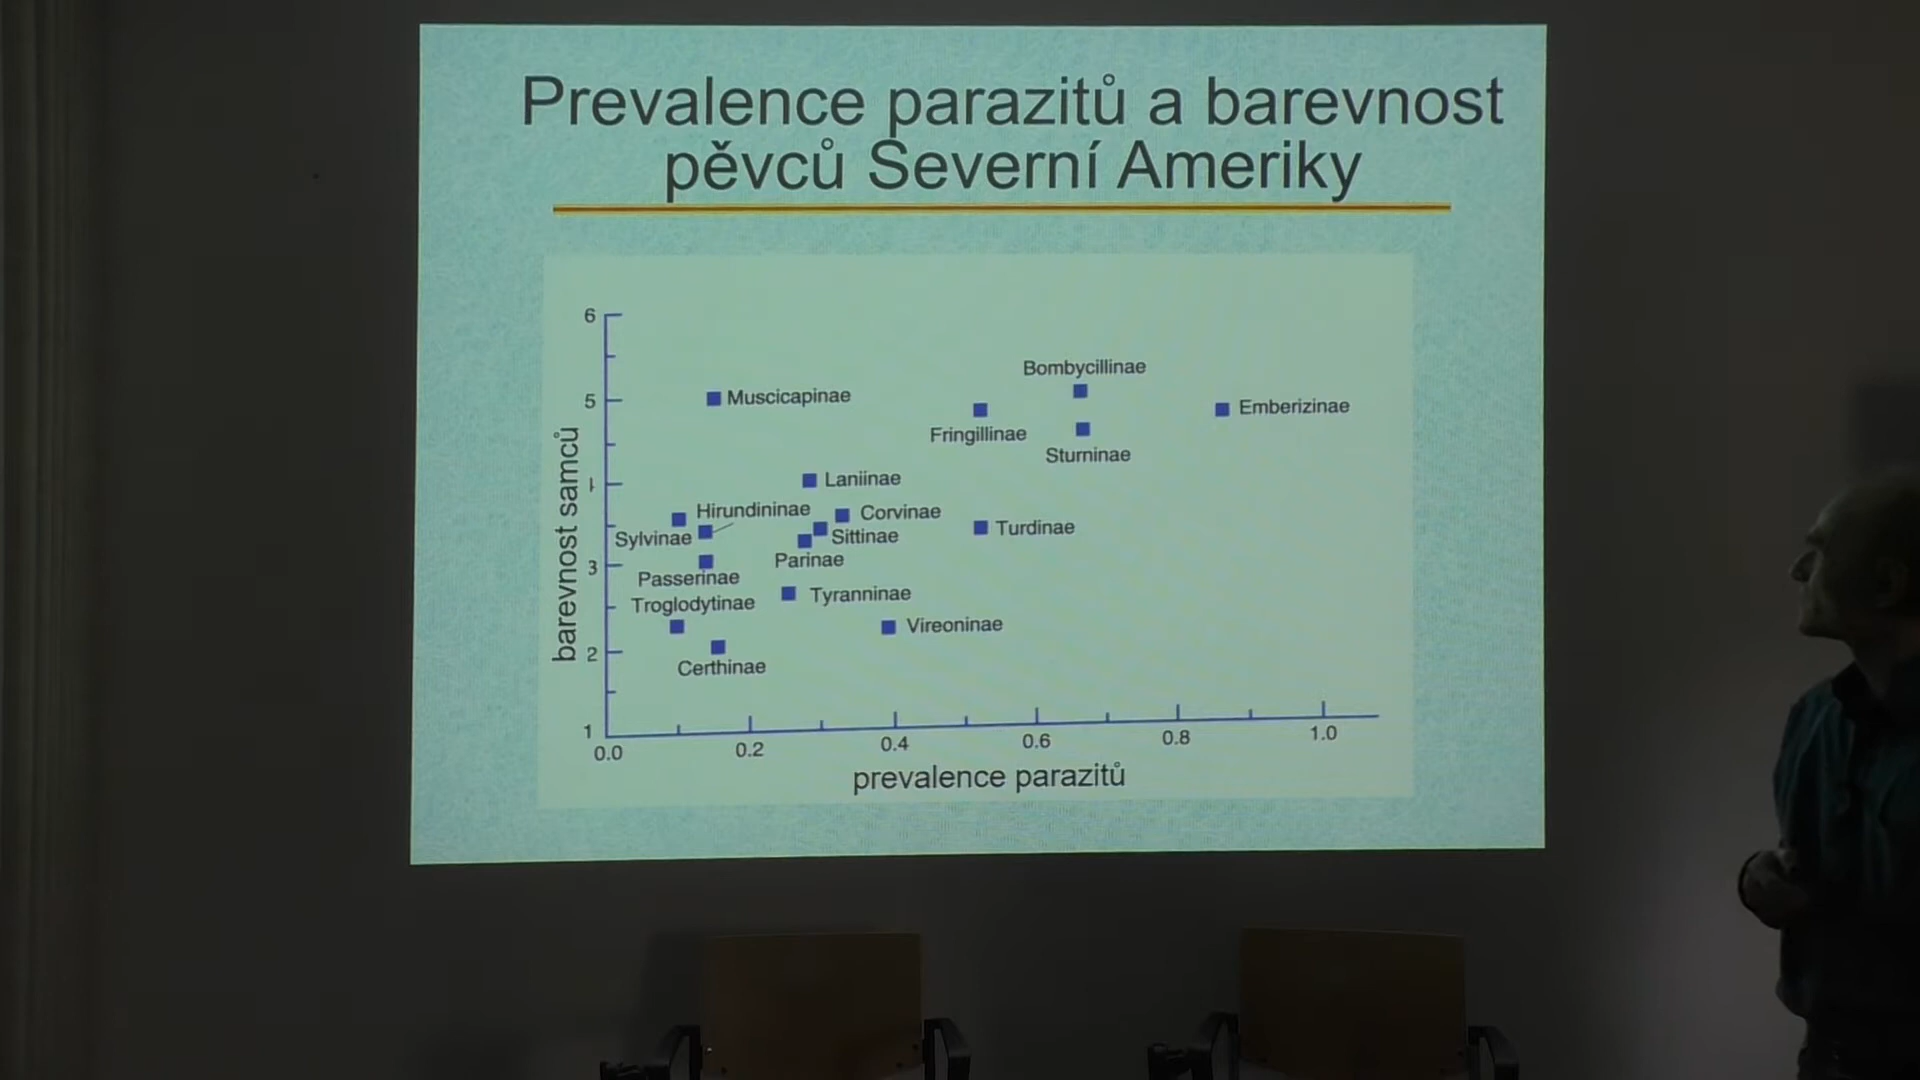 Prevalence parazitů a barevnost
pěvců Severní Ameriky
6
5
3
2
1
barevnost samců
Muscicapinae
Bombycillinae
Emberizinae
Fringillinae
Sturninae
Laniinae
Hirundininae
Corvinae
Sylvinae
Sittinae
Turdinae
Parinae
Passerinae
Tyranninae
Troglodytinae
Vireoninae
Certhinae
0.0
0.2
0.4
0.6
0.8
1.0
prevalence parazitů